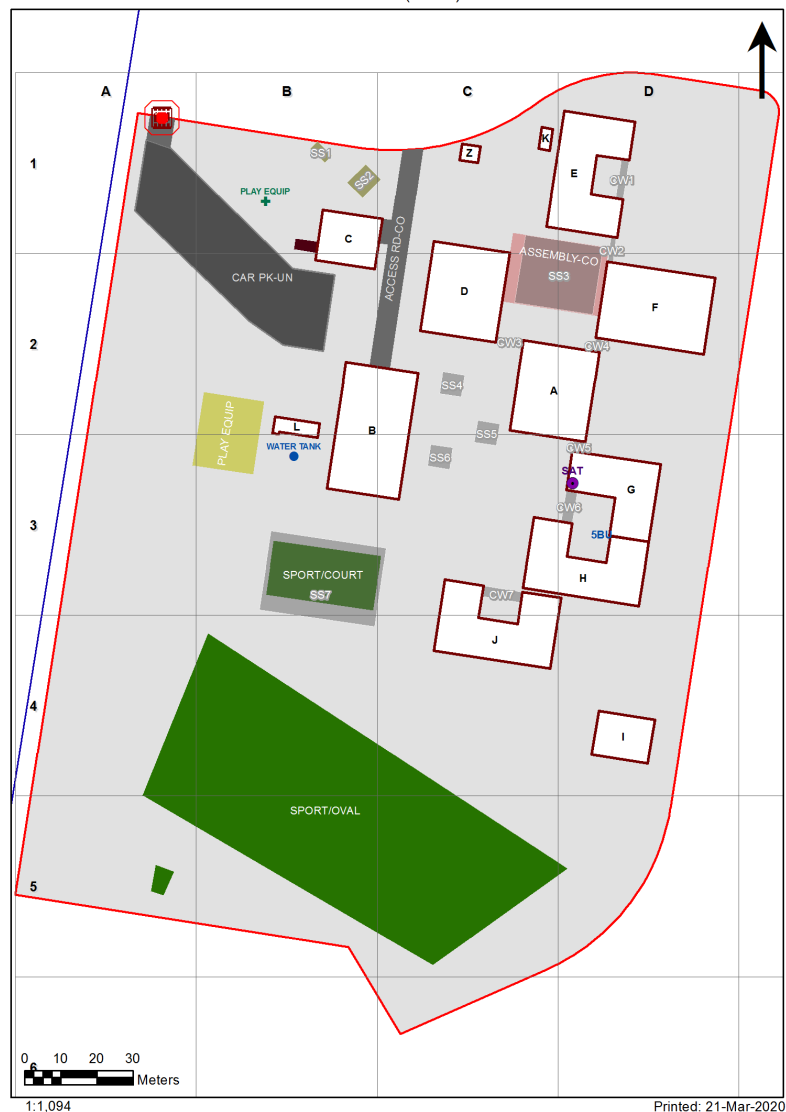 A B C D
1
K
Z
SS1
E
SS2
CW1
PLAY EQUIP
C
CW2
ASSEMBLY-CO
ACCESS RD-CO
SS3
CAR PK-UN
D
F
2
CW3
CW4
SS4
A
PLAY EQUIP
L
B
SS5
WATER TANK
CW5
SS6
SAT
G
CW6
3
5BU
SPORT/COURT
H
SS7
CW7
J
4
I
SPORT/OVAL
5
0 10 20 30
6
Meters
1:1,094
Printed: 21-Mar-2020